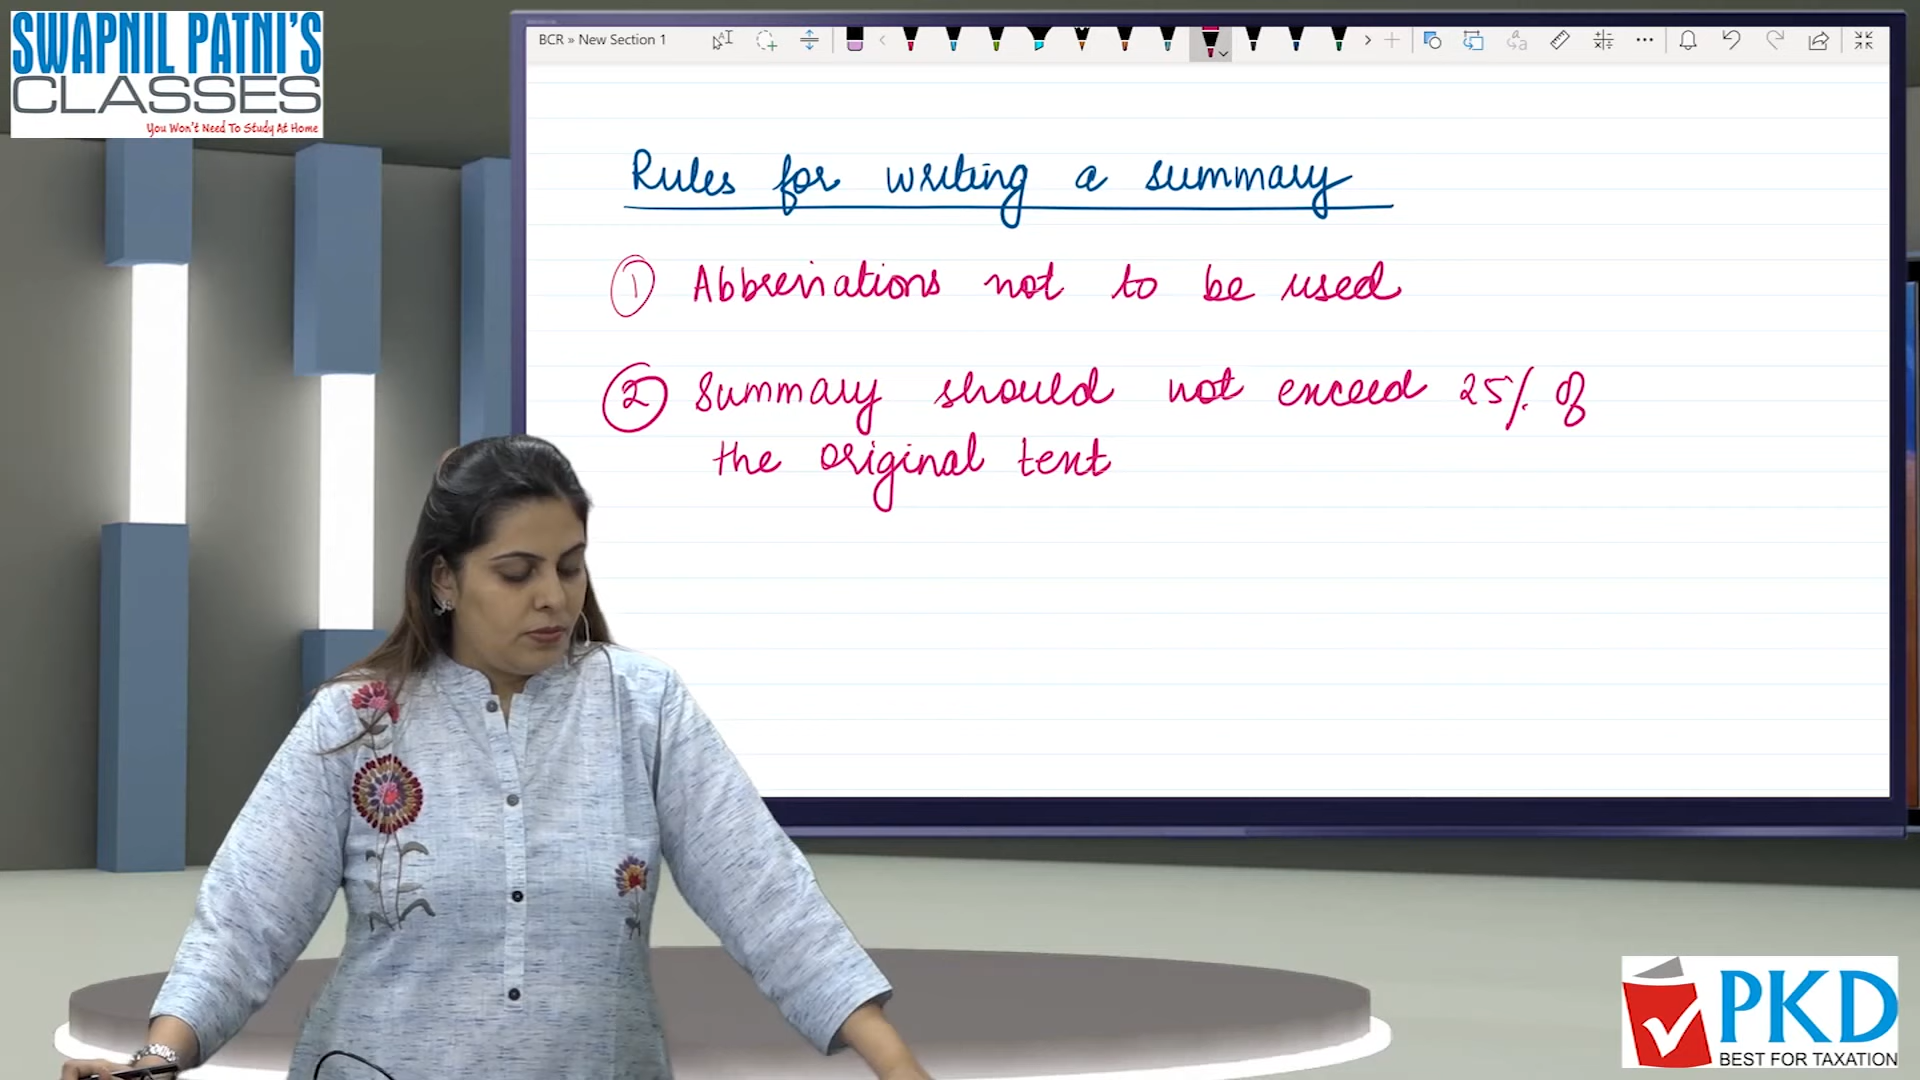 SWAPNIL PATNI'S
CLASSES
You Won't Need To Study At Home
BCR » New Section 1
Rules for writing a summary
① Abbreviations not to be used
② Summary should not exceed 25% of
the original text
PKD
BEST FOR TAXATION